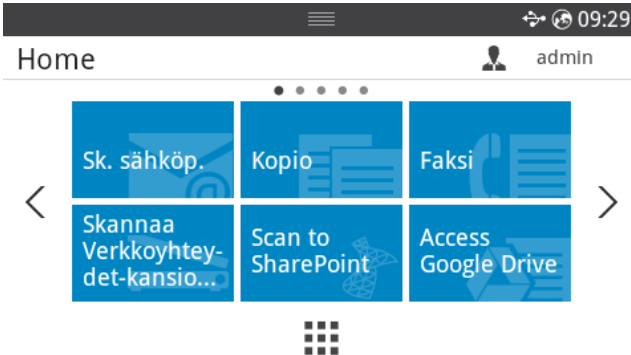 09:29
Home
admin
Sk. sähköp.
Kopio
Faksi
Skannaa
Verkkoyhtey-
det-kansio...
Scan to
SharePoint
Access
Google Drive